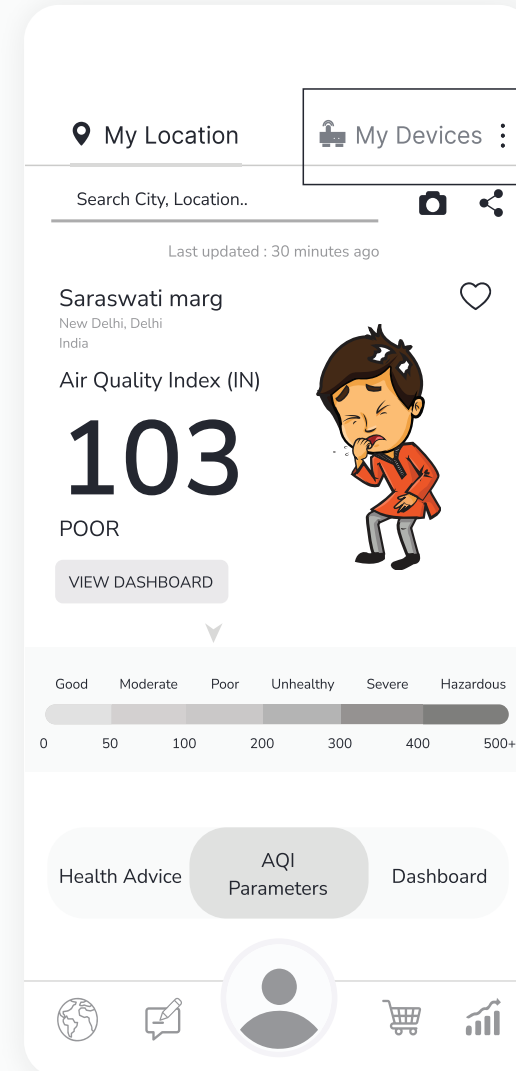 My Location
My Devices
Search City, Location..
Last updated : 30 minutes ago
Saraswati marg
New Delhi, Delhi
India
Air Quality Index (IN)
103
POOR
VIEW DASHBOARD
Good Moderate Poor Unhealthy Severe Hazardous
0 50 100 200 300 400 500+
Health Advice
AQI
Parameters
Dashboard